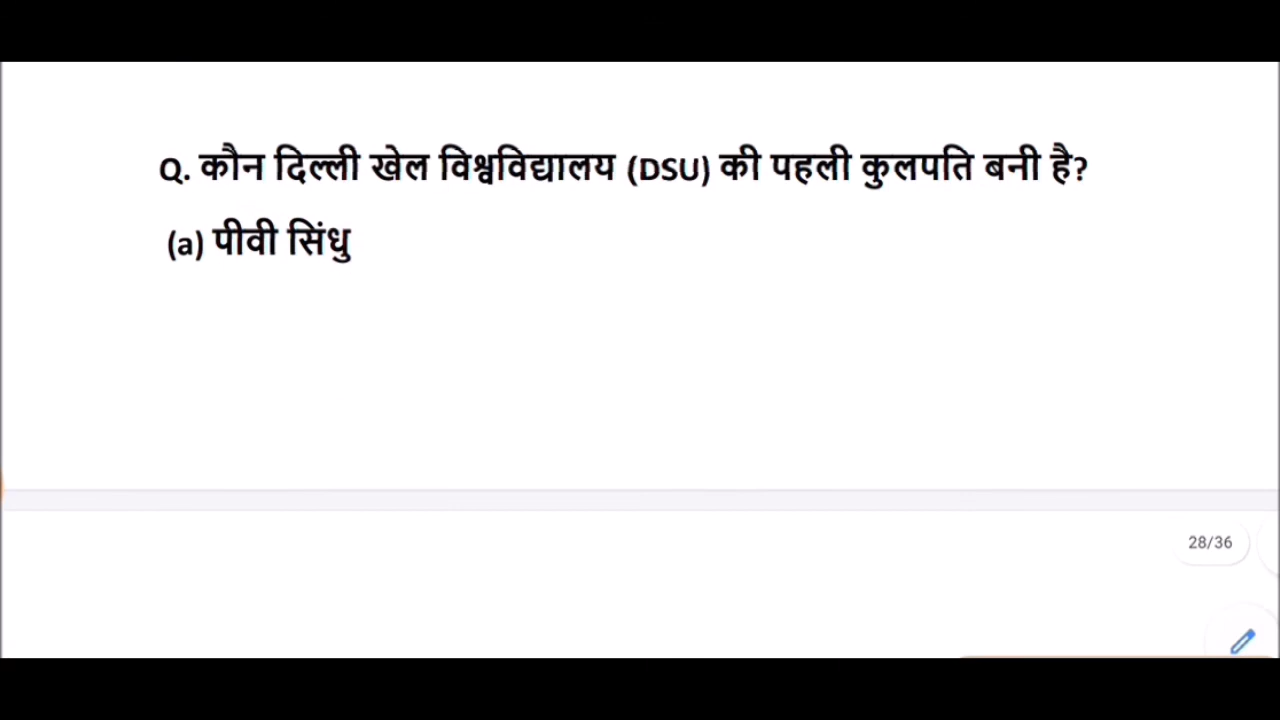 Q. कौन दिल्ली खेल विश्वविद्यालय (DSU) की पहली कुलपति बनी है?
(a) पीवी सिंधु
28/36